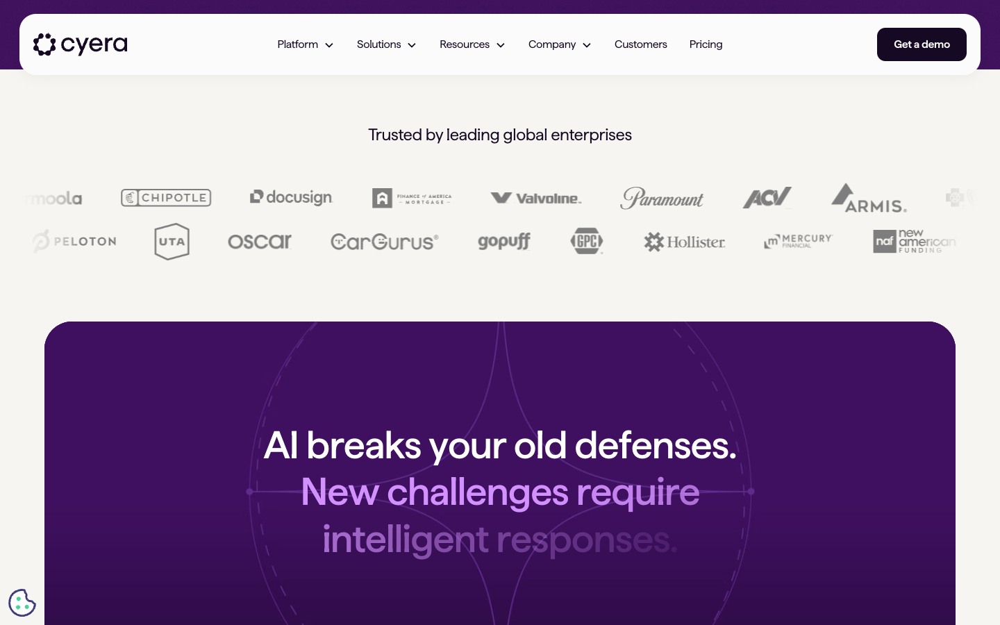 cyera
Platform
Solutions
Resources
Company
Customers
Pricing
Get a demo
Trusted by leading global enterprises
moola
CHIPOTLE
docusign
FINANCE of AMERICA
— MORTGAGE —
Valvoline
Paramount
ACV
ARMIS®
PELOTON
UTA
oscar
CarGurus®
gopuff
GPC
Hollister
m MERCURY
FINANCIAL
naf new
american
FUNDING
AI breaks your old defenses.
New challenges require
intelligent responses.